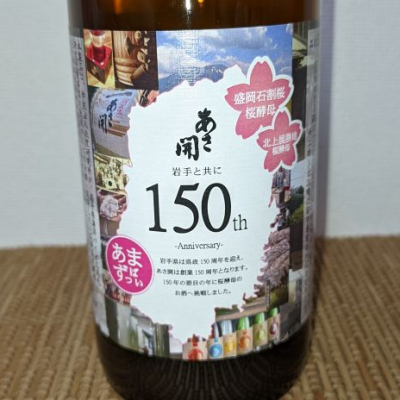 盛岡石割桜
桜酵母
北上展勝地
桜酵母
あさ開
あさ開
岩手と共に
150th
-Anniversary-
あまずっぱい
岩手県は県政150周年を迎え、
あさ開は創業150周年となります。
150年の節目の年に桜酵母の
お酒へ挑戦しました。